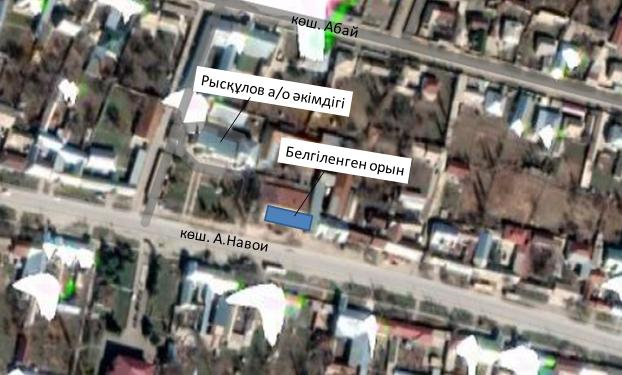 көш. Абай
Рысқұлов а/о әкімдігі
Белгіленген орын
көш. А.Навои